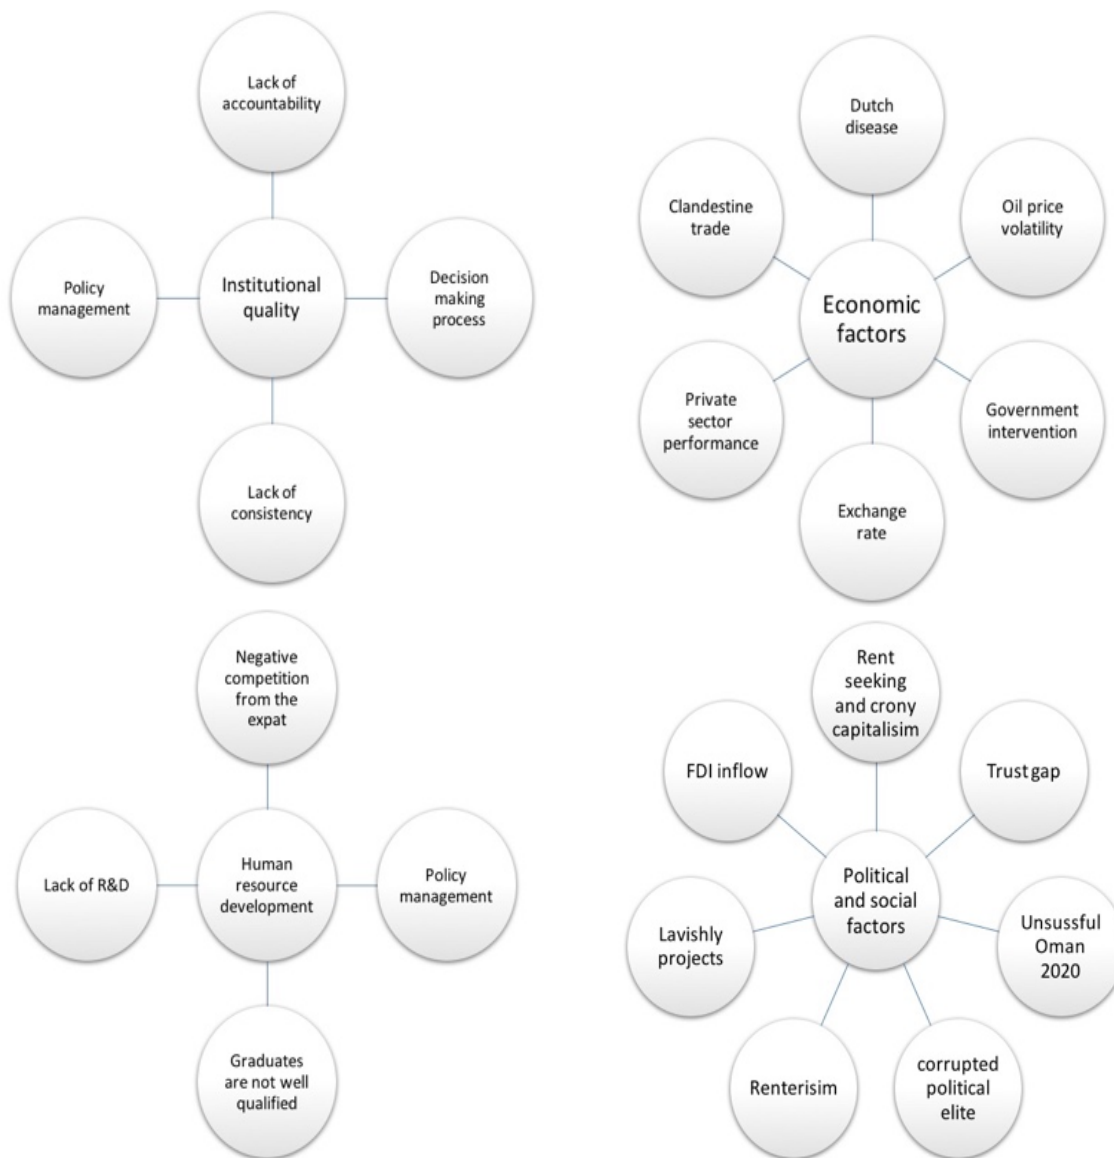 Lack of
accountability
Policy
management
Institutional
quality
Decision
making
process
Lack of
consistency
Dutch
disease
Clandestine
trade
Oil price
volatility
Economic
factors
Private
sector
performance
Government
intervention
Exchange
rate
Negative
competition
from the
expat
Lack of R&D
Human
resource
development
Policy
management
Graduates
are not well
qualified
Rent
seeking
and crony
capitalisim
FDI inflow
Trust gap
Political
and social
factors
Lavishly
projects
Unsussful
Oman
2020
Renterisim
corrupted
political
elite